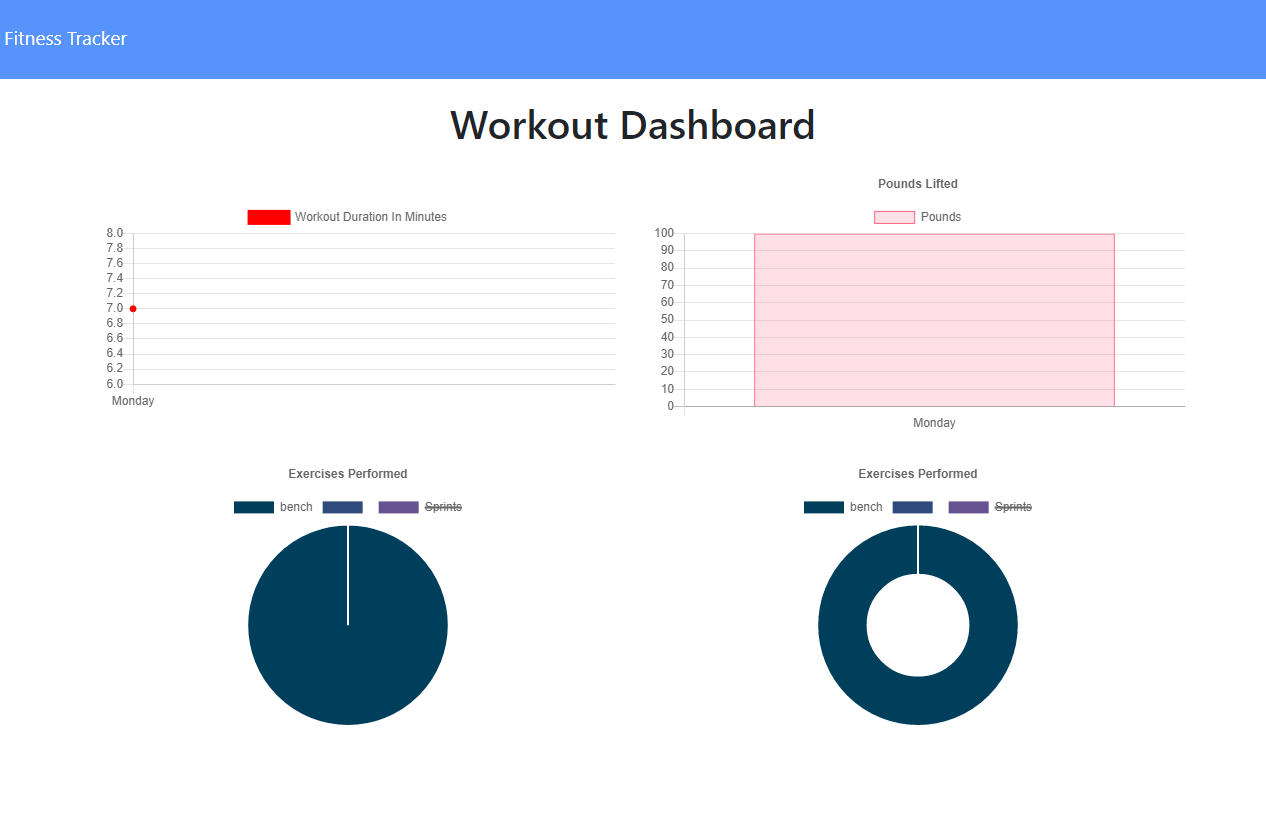 Fitness Tracker
Workout Dashboard
Workout Duration In Minutes
8.0
7.8
7.6
7.4
7.2
7.0
6.8
6.6
6.4
6.2
6.0
Monday
Pounds Lifted
Pounds
100
90
80
70
60
50
40
30
20
10
0
Monday
Exercises Performed
bench Sprints
Exercises Performed
bench Sprints